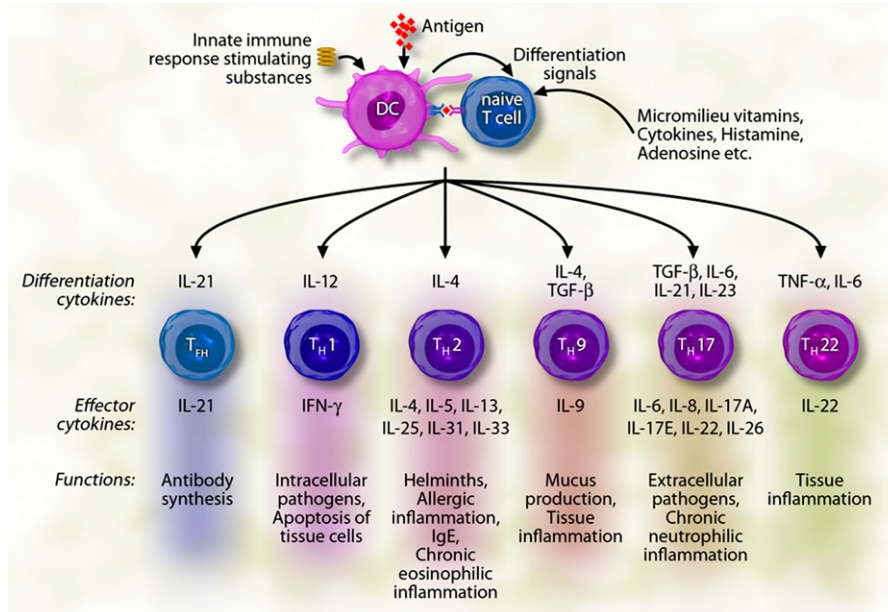 Antigen
Innate immune
response stimulating
substances
Differentiation
signals
DC
naive
T cell
Micromilieu vitamins,
Cytokines, Histamine,
Adenosine etc.
Differentiation
cytokines:
IL-21
IL-12
IL-4
IL-4,
TGF-β
TGF-β, IL-6,
IL-21, IL-23
TNF-α, IL-6
TFH
TH1
TH2
TH9
TH17
TH22
Effector
cytokines:
IL-21
IFN-γ
IL-4, IL-5, IL-13,
IL-25, IL-31, IL-33
IL-9
IL-6, IL-8, IL-17A,
IL-17E, IL-22, IL-26
IL-22
Functions:
Antibody
synthesis
Intracellular
pathogens,
Apoptosis of
tissue cells
Helminths,
Allergic
inflammation,
IgE,
Chronic
eosinophilic
inflammation
Mucus
production,
Tissue
inflammation
Extracellular
pathogens,
Chronic
neutrophilic
inflammation
Tissue
inflammation